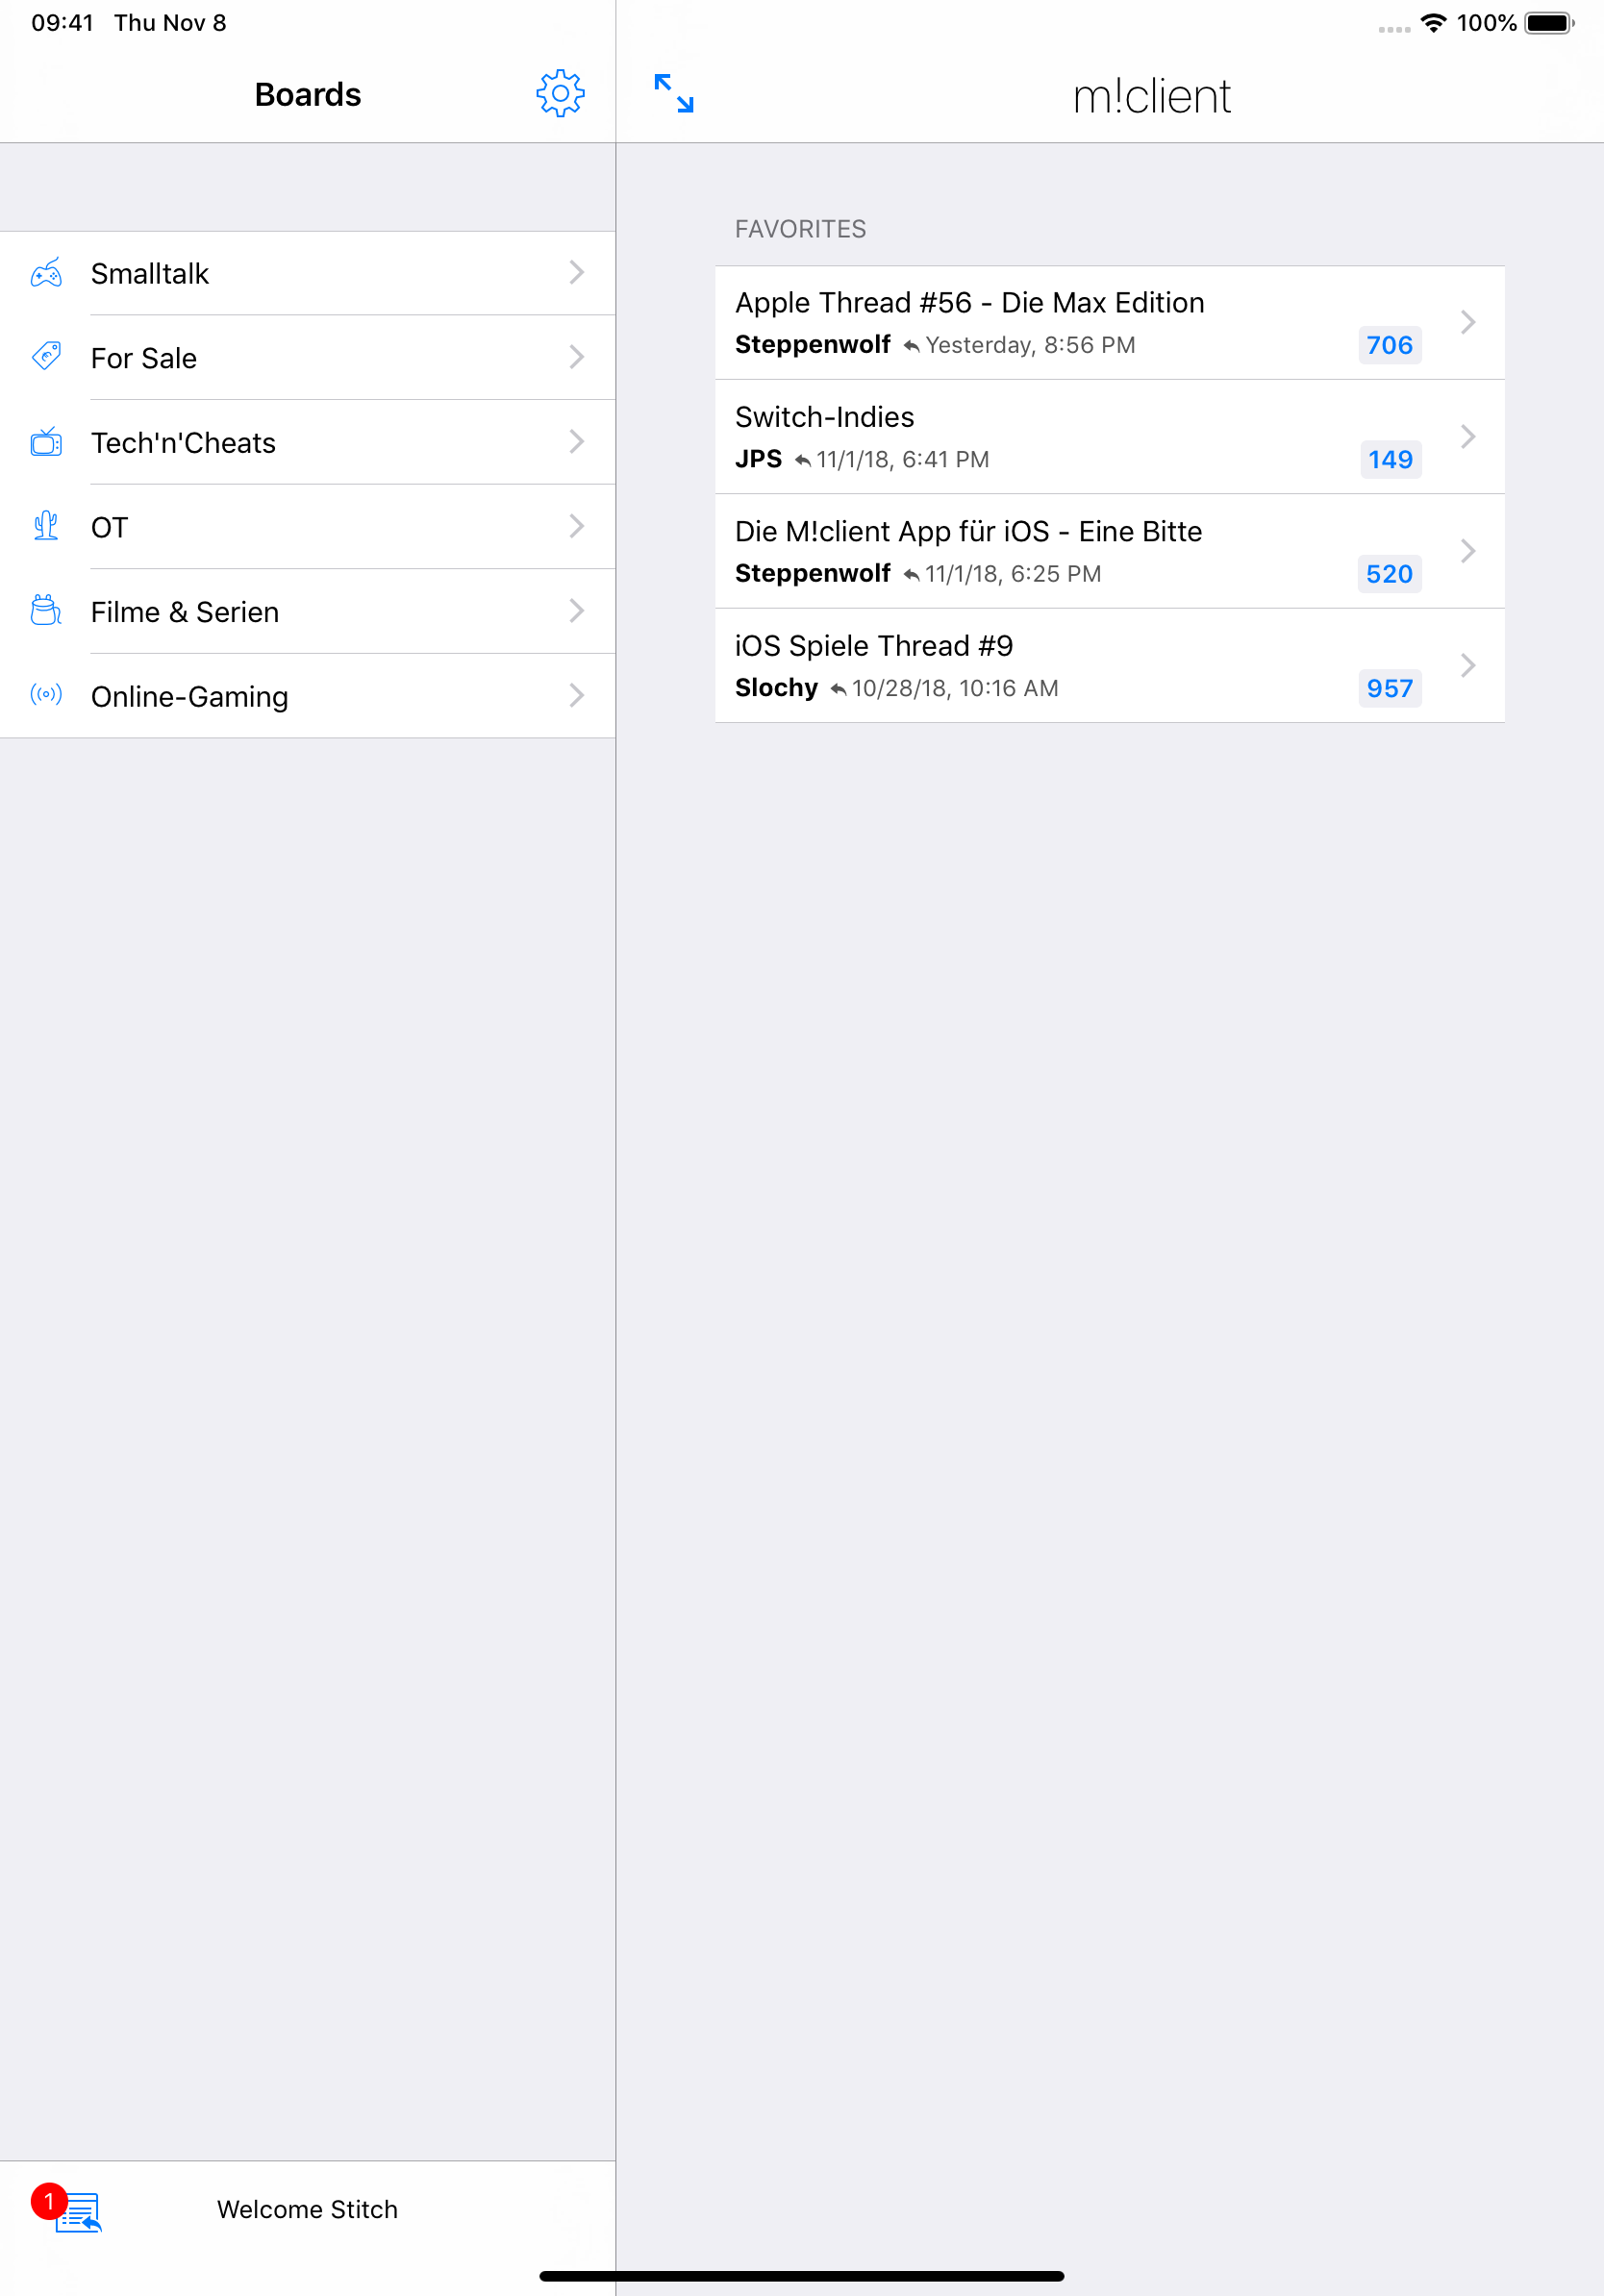 09:41 Thu Nov 8
100%
Boards
m!client
Smalltalk
For Sale
Tech'n'Cheats
OT
Filme & Serien
Online-Gaming
FAVORITES
Apple Thread #56 - Die Max Edition
Steppenwolf Yesterday, 8:56 PM 706
Switch-Indies
JPS 11/1/18, 6:41 PM 149
Die M!client App für iOS - Eine Bitte
Steppenwolf 11/1/18, 6:25 PM 520
iOS Spiele Thread #9
Slochy 10/28/18, 10:16 AM 957
1
Welcome Stitch